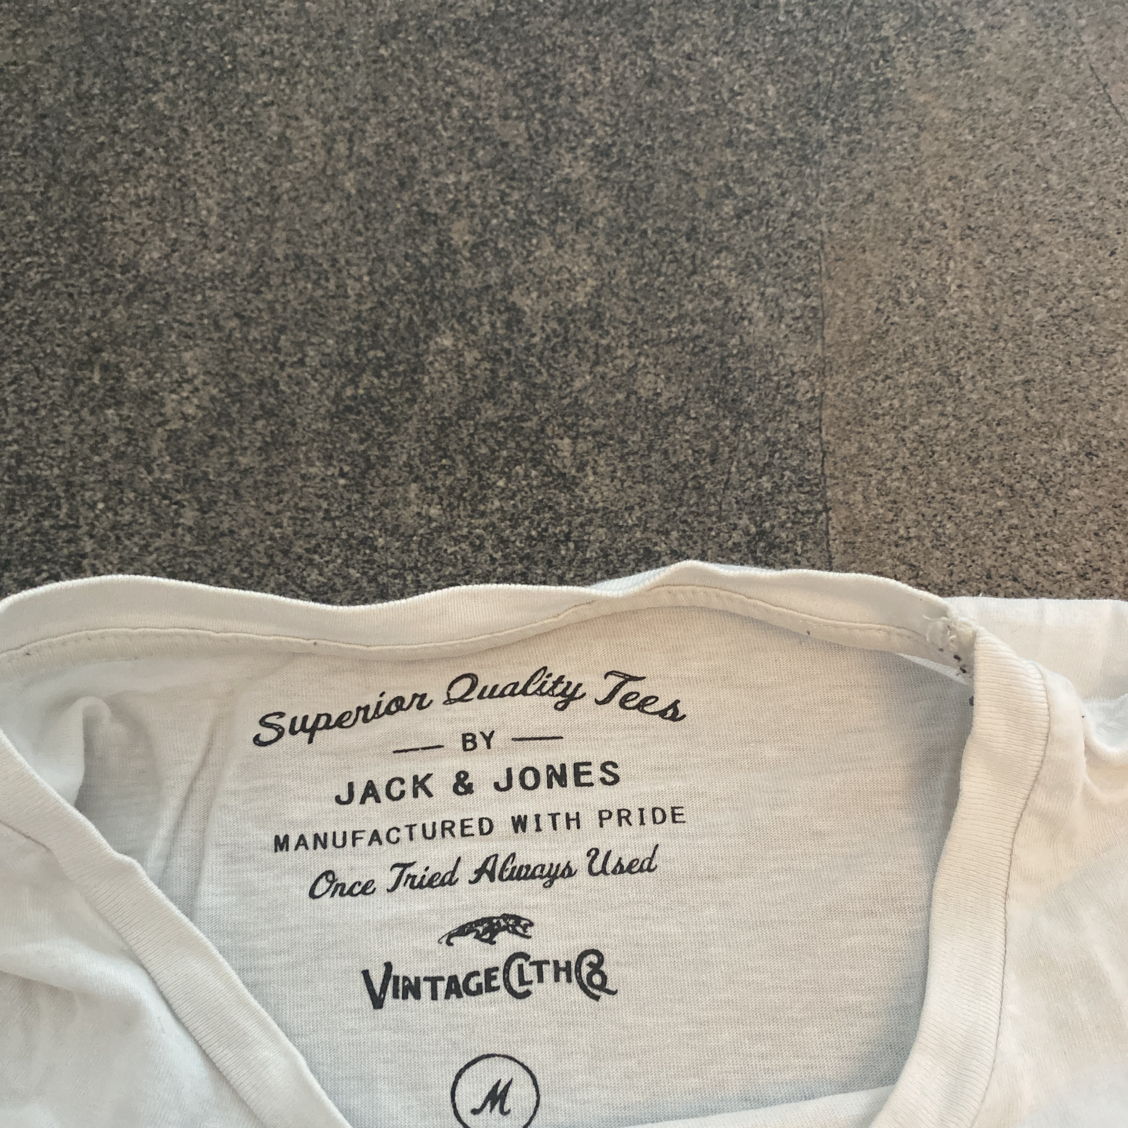 Superior Quality Tees
BY
JACK & JONES
MANUFACTURED WITH PRIDE
Once Tried Always Used
VINTAGE CLTH Co
M